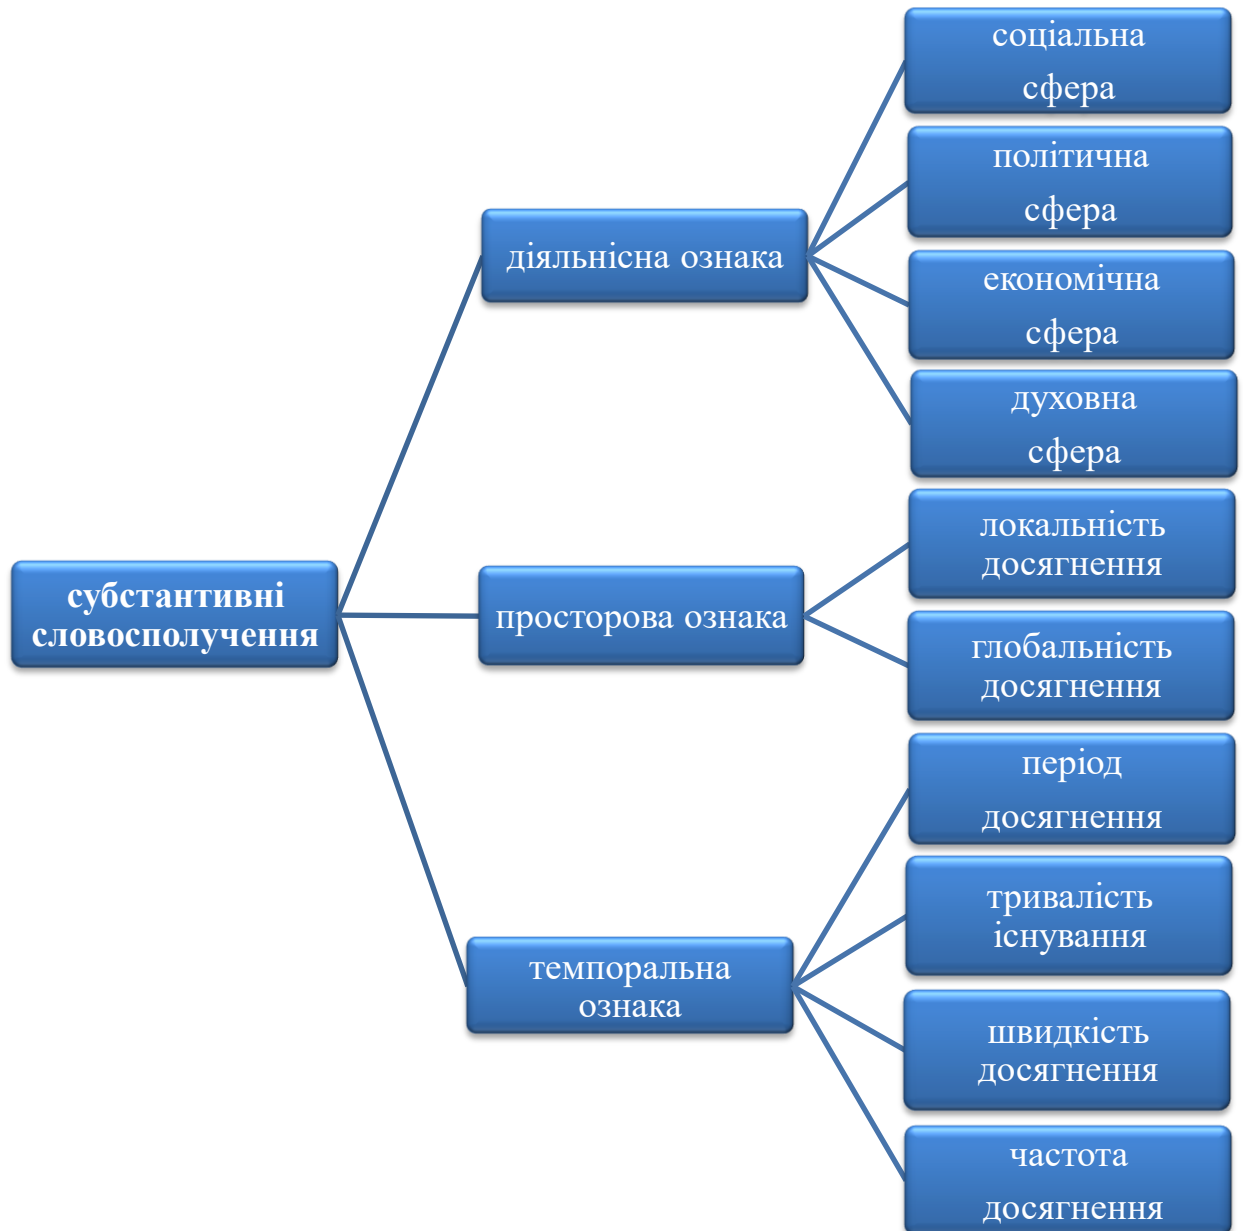 субстантивні
словосполучення
діяльнісна ознака
соціальна
сфера
політична
сфера
економічна
сфера
духовна
сфера
просторова ознака
локальність
досягнення
глобальність
досягнення
темпоральна
ознака
період
досягнення
тривалість
існування
швидкість
досягнення
частота
досягнення